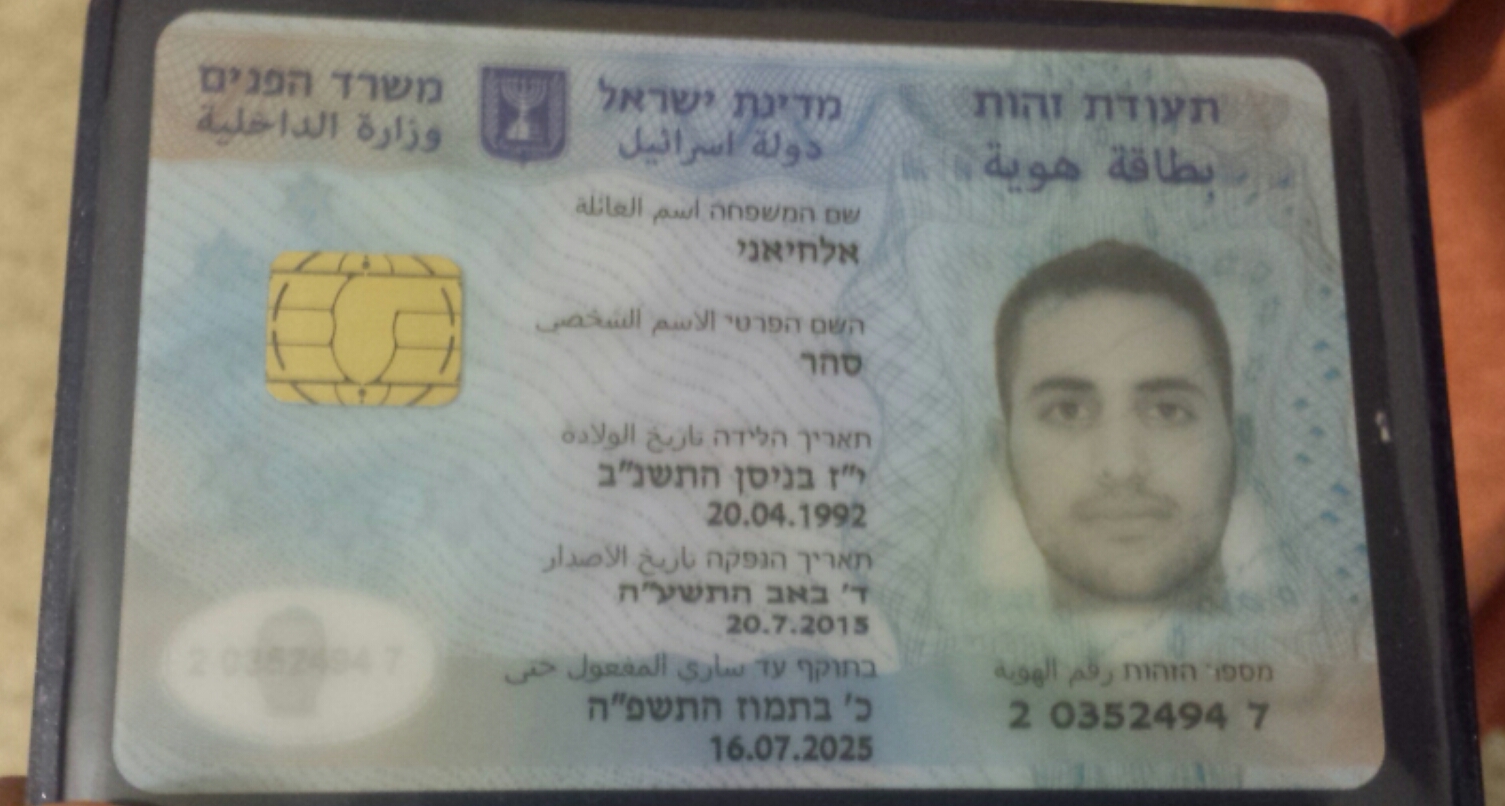 תעודת זהות
بطاقة هوية
מדינת ישראל
دولة اسرائيل
משרד הפנים
وزارة الداخلية
שם המשפחה اسم العائلة
אלחיאני
השם הפרטי الاسم الشخصي
סהר
תאריך הלידה تاريخ الولادة
י"ז בניסן התשנ"ב
20.04.1992
תאריך הנפקה تاريخ الاصدار
ד' באב התשע"ה
20.7.2015
בתוקף עד ساري المفعول حتى
כ' בתמוז התשפ"ה
16.07.2025
מספר הזהות رقم الهوية
2 0352494 7
2 0352494 7